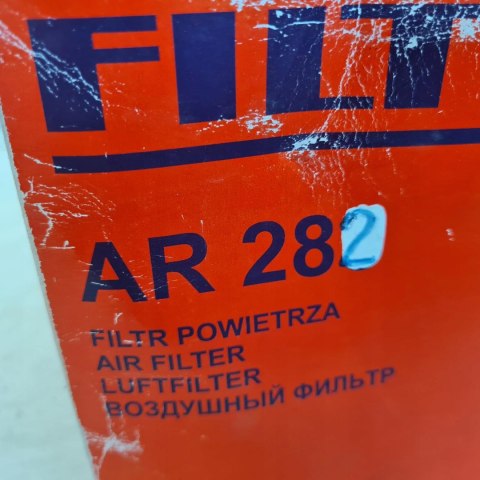 FILT
AR 282
FILTR POWIETRZA
AIR FILTER
LUFTFILTER
ВОЗДУШНЫЙ ФИЛЬТР